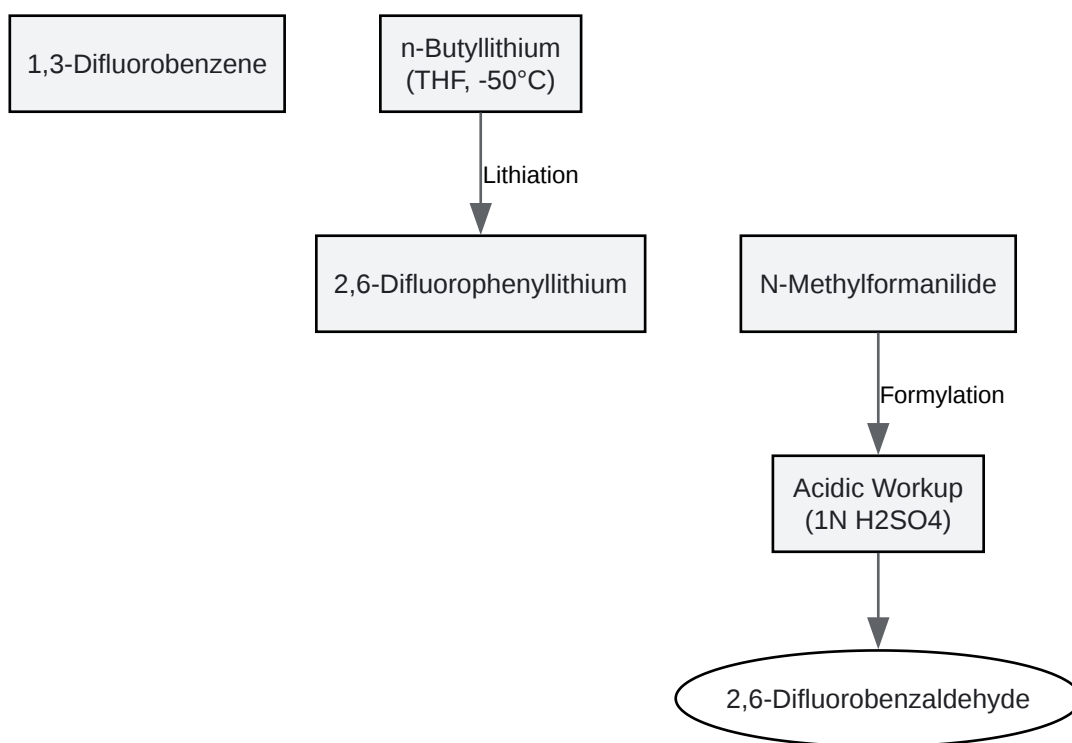 1,3-Difluorobenzene
n-Butyllithium
(THF, -50°C)
Lithiation
2,6-Difluorophenyllithium
N-Methylformanilide
Formylation
Acidic Workup
(1N H2SO4)
2,6-Difluorobenzaldehyde